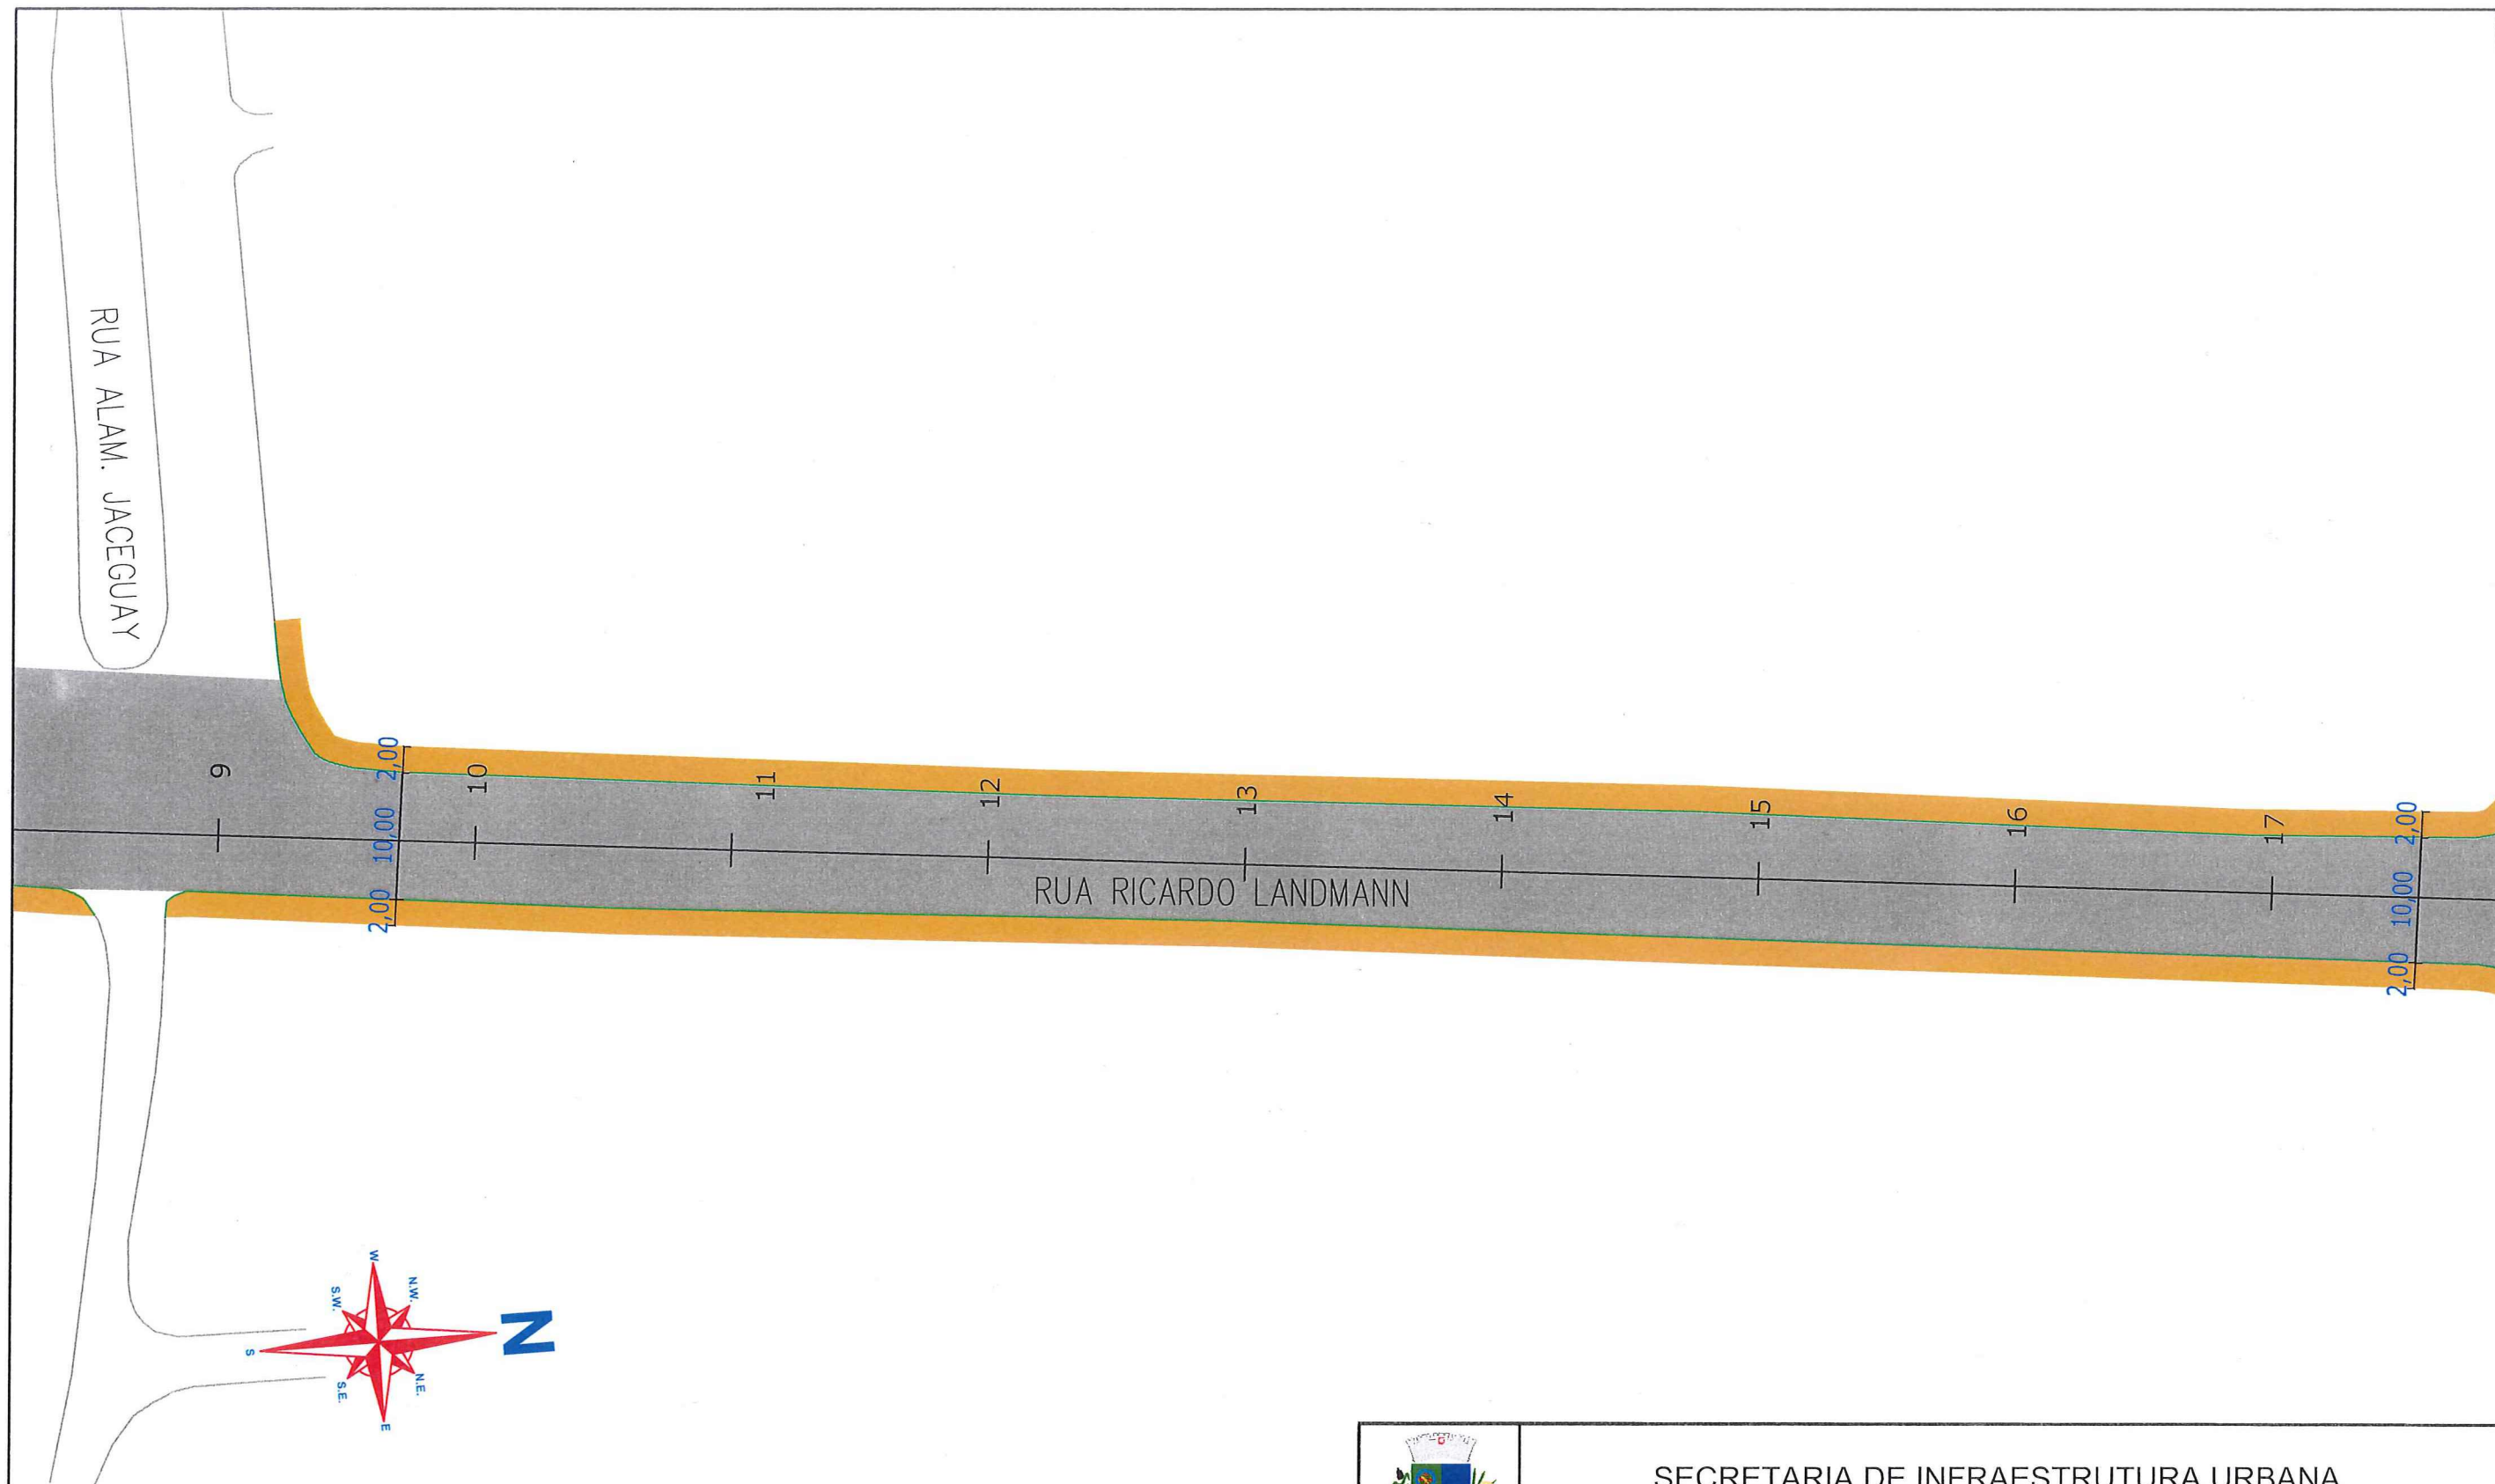 RUA ALAM. JACEGUAY
9
10
11
12
13
14
15
16
17
2,00
10,00
2,00
2,00
10,00
2,00
RUA RICARDO LANDMANN
N
W
N.W.
S.W.
S
S.E.
N.E.
E
SECRETARIA DE INFRAESTRUTURA URBANA